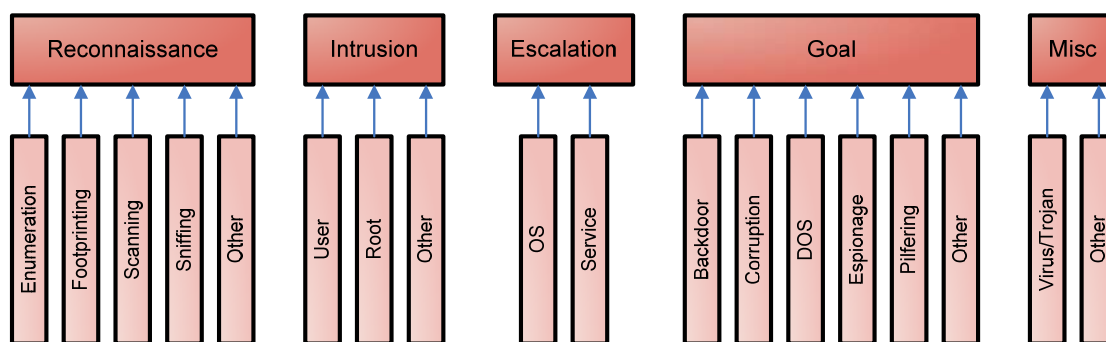 Reconnaissance
Intrusion
Escalation
Goal
Misc
Enumeration
Footprinting
Scanning
Sniffing
Other
User
Root
Other
OS
Service
Backdoor
Corruption
DOS
Espionage
Pilfering
Other
Virus/Trojan
Other